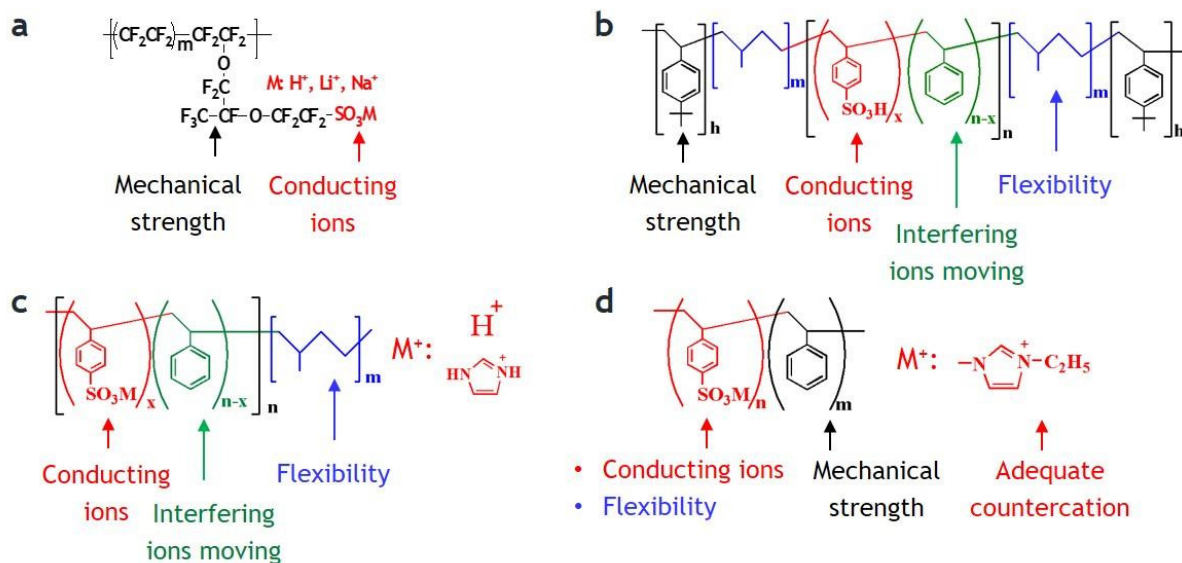 a
(CF₂CF₂)m CF₂CF₂
O
F₂C
F₃C–CF–O–CF₂CF₂–SO₃M
M: H⁺, Li⁺, Na⁺
Mechanical
strength
Conducting
ions
b
h
m
SO₃H
x
n-x
n
m
h
Mechanical
strength
Conducting
ions
Interfering
ions moving
Flexibility
c
SO₃M
x
n-x
n
m
M⁺:
H⁺
HN NH
+
Conducting
ions
Interfering
ions moving
Flexibility
d
SO₃M
n
m
M⁺:
–N N–C₂H₅
+
• Conducting ions
• Flexibility
Mechanical
strength
Adequate
countercation